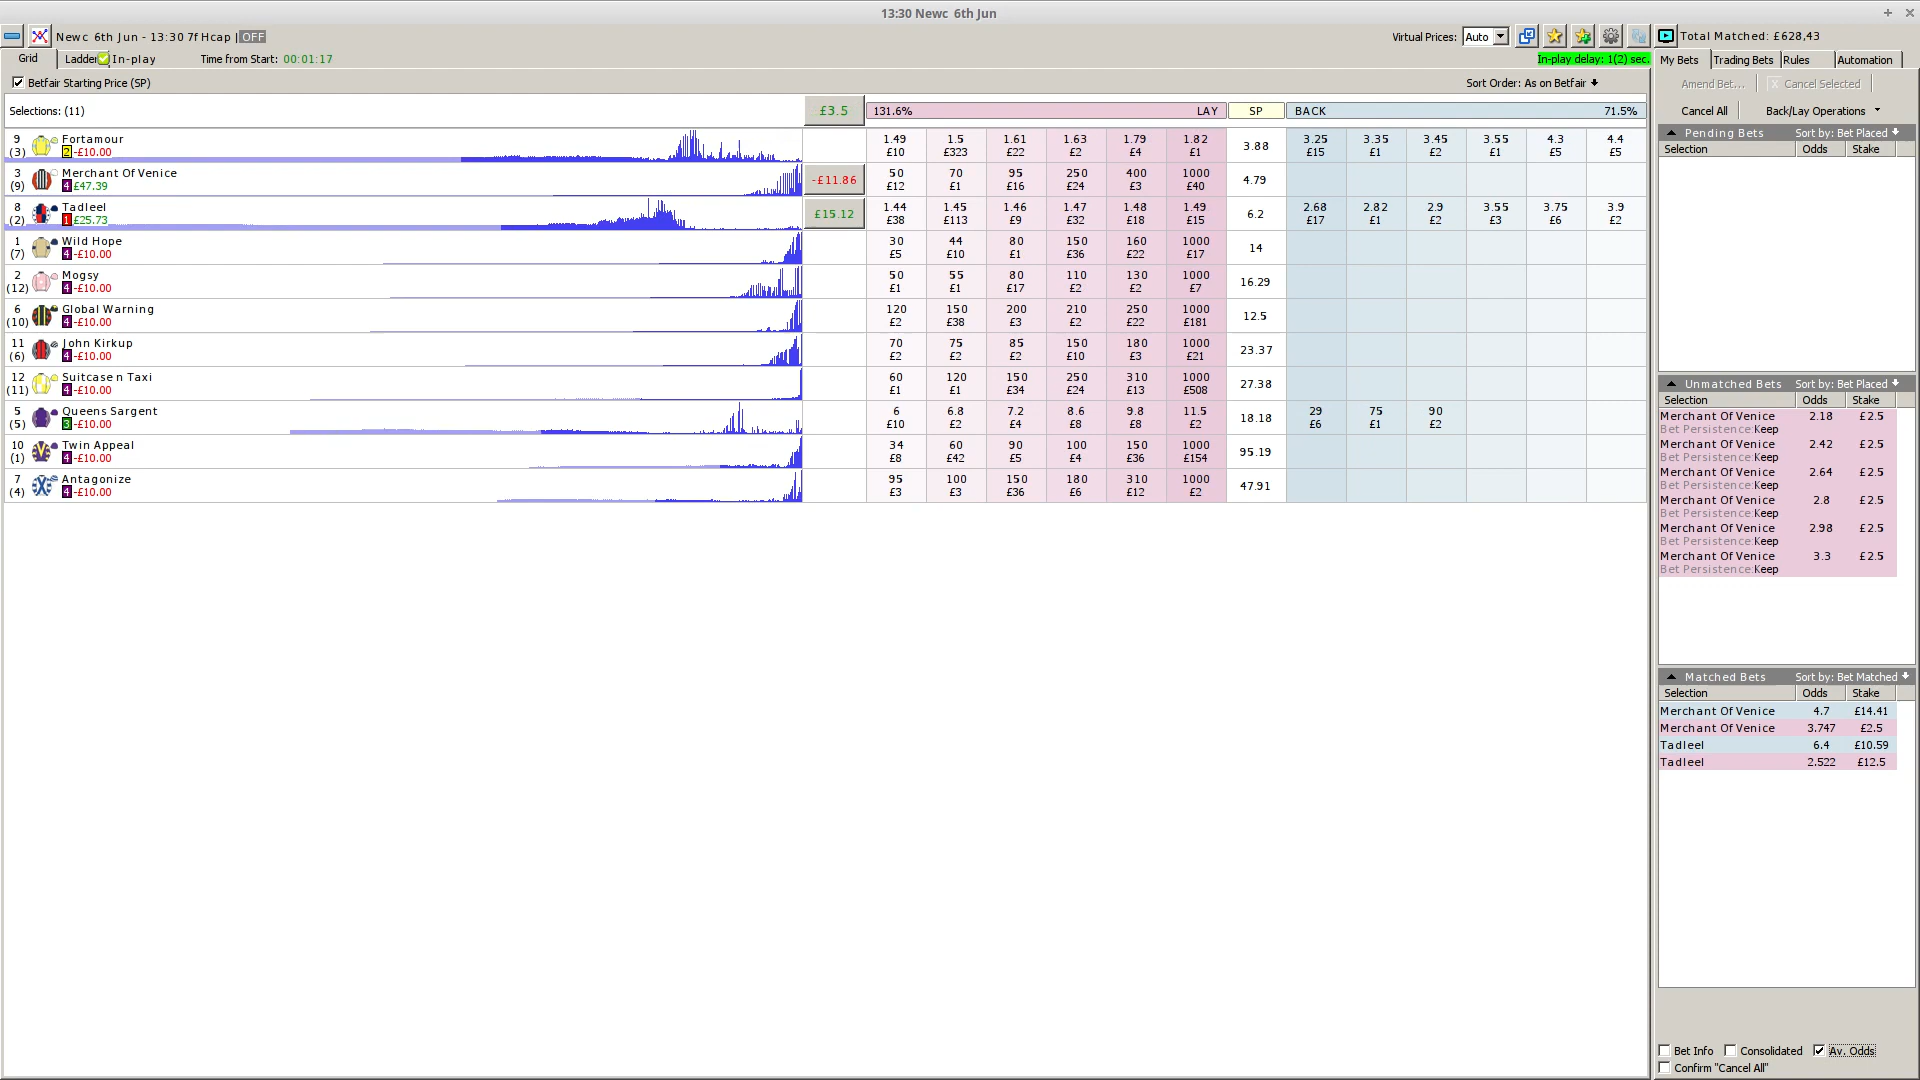 13:30 Newc 6th Jun
Newc 6th Jun - 13:30 7f Hcap | OFF
Virtual Prices: Auto
Total Matched: £628,43
Grid Ladder In-play Time from Start: 00:01:17 In-play delay: 1(2) sec.
My Bets Trading Bets Rules Automation
Betfair Starting Price (SP) Sort Order: As on Betfair
Amend Bet... Cancel Selected
Selections: (11) £3.5 131.6% LAY SP BACK 71.5%
Cancel All Back/Lay Operations
9 Fortamour 1.49 1.5 1.61 1.63 1.79 1.82 3.88 3.25 3.35 3.45 3.55 4.3 4.4
(3) 2 -£10.00 £10 £323 £22 £2 £4 £1 £15 £1 £2 £1 £5 £5
3 Merchant Of Venice -£11.86 50 70 95 250 400 1000 4.79
(9) 4 £47.39 £12 £1 £16 £24 £3 £40
8 Tadleel £15.12 1.44 1.45 1.46 1.47 1.48 1.49 6.2 2.68 2.82 2.9 3.55 3.75 3.9
(2) 1 £25.73 £38 £113 £9 £32 £18 £15 £17 £1 £2 £3 £6 £2
1 Wild Hope 30 44 80 150 160 1000 14
(7) 4 -£10.00 £5 £10 £1 £36 £22 £17
2 Mogsy 50 55 80 110 130 1000 16.29
(12) 4 -£10.00 £1 £1 £17 £2 £2 £7
6 Global Warning 120 150 200 210 250 1000 12.5
(10) 4 -£10.00 £2 £38 £3 £2 £22 £181
11 John Kirkup 70 75 85 150 180 1000 23.37
(6) 4 -£10.00 £2 £2 £2 £10 £3 £21
12 Suitcase n Taxi 60 120 150 250 310 1000 27.38
(11) 4 -£10.00 £1 £1 £34 £24 £13 £508
5 Queens Sargent 6 6.8 7.2 8.6 9.8 11.5 18.18 29 75 90
(5) 3 -£10.00 £10 £2 £4 £8 £8 £2 £6 £1 £2
10 Twin Appeal 34 60 90 100 150 1000 95.19
(1) 4 -£10.00 £8 £42 £5 £4 £36 £154
7 Antagonize 95 100 150 180 310 1000 47.91
(4) 4 -£10.00 £3 £3 £36 £6 £12 £2
Pending Bets Sort by: Bet Placed
Selection Odds Stake
Unmatched Bets Sort by: Bet Placed
Selection Odds Stake
Merchant Of Venice 2.18 £2.5
Bet Persistence:Keep
Merchant Of Venice 2.42 £2.5
Bet Persistence:Keep
Merchant Of Venice 2.64 £2.5
Bet Persistence:Keep
Merchant Of Venice 2.8 £2.5
Bet Persistence:Keep
Merchant Of Venice 2.98 £2.5
Bet Persistence:Keep
Merchant Of Venice 3.3 £2.5
Bet Persistence:Keep
Matched Bets Sort by: Bet Matched
Selection Odds Stake
Merchant Of Venice 4.7 £14.41
Merchant Of Venice 3.747 £2.5
Tadleel 6.4 £10.59
Tadleel 2.522 £12.5
Bet Info Consolidated Av. Odds
Confirm "Cancel All"